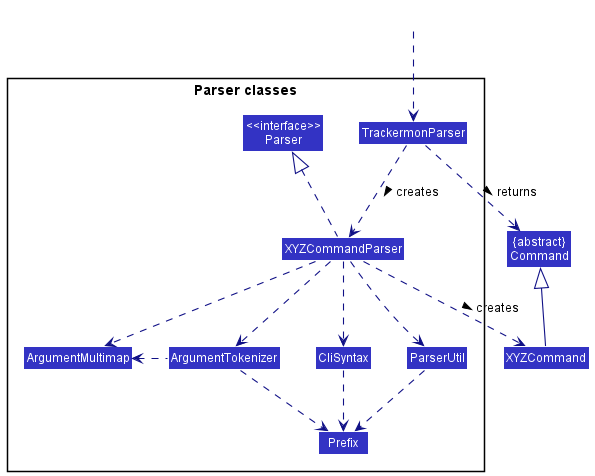 Parser classes
<<interface>>
Parser
TrackermonParser
creates
returns
XYZCommandParser
{abstract}
Command
creates
ArgumentMultimap
ArgumentTokenizer
CliSyntax
ParserUtil
XYZCommand
Prefix